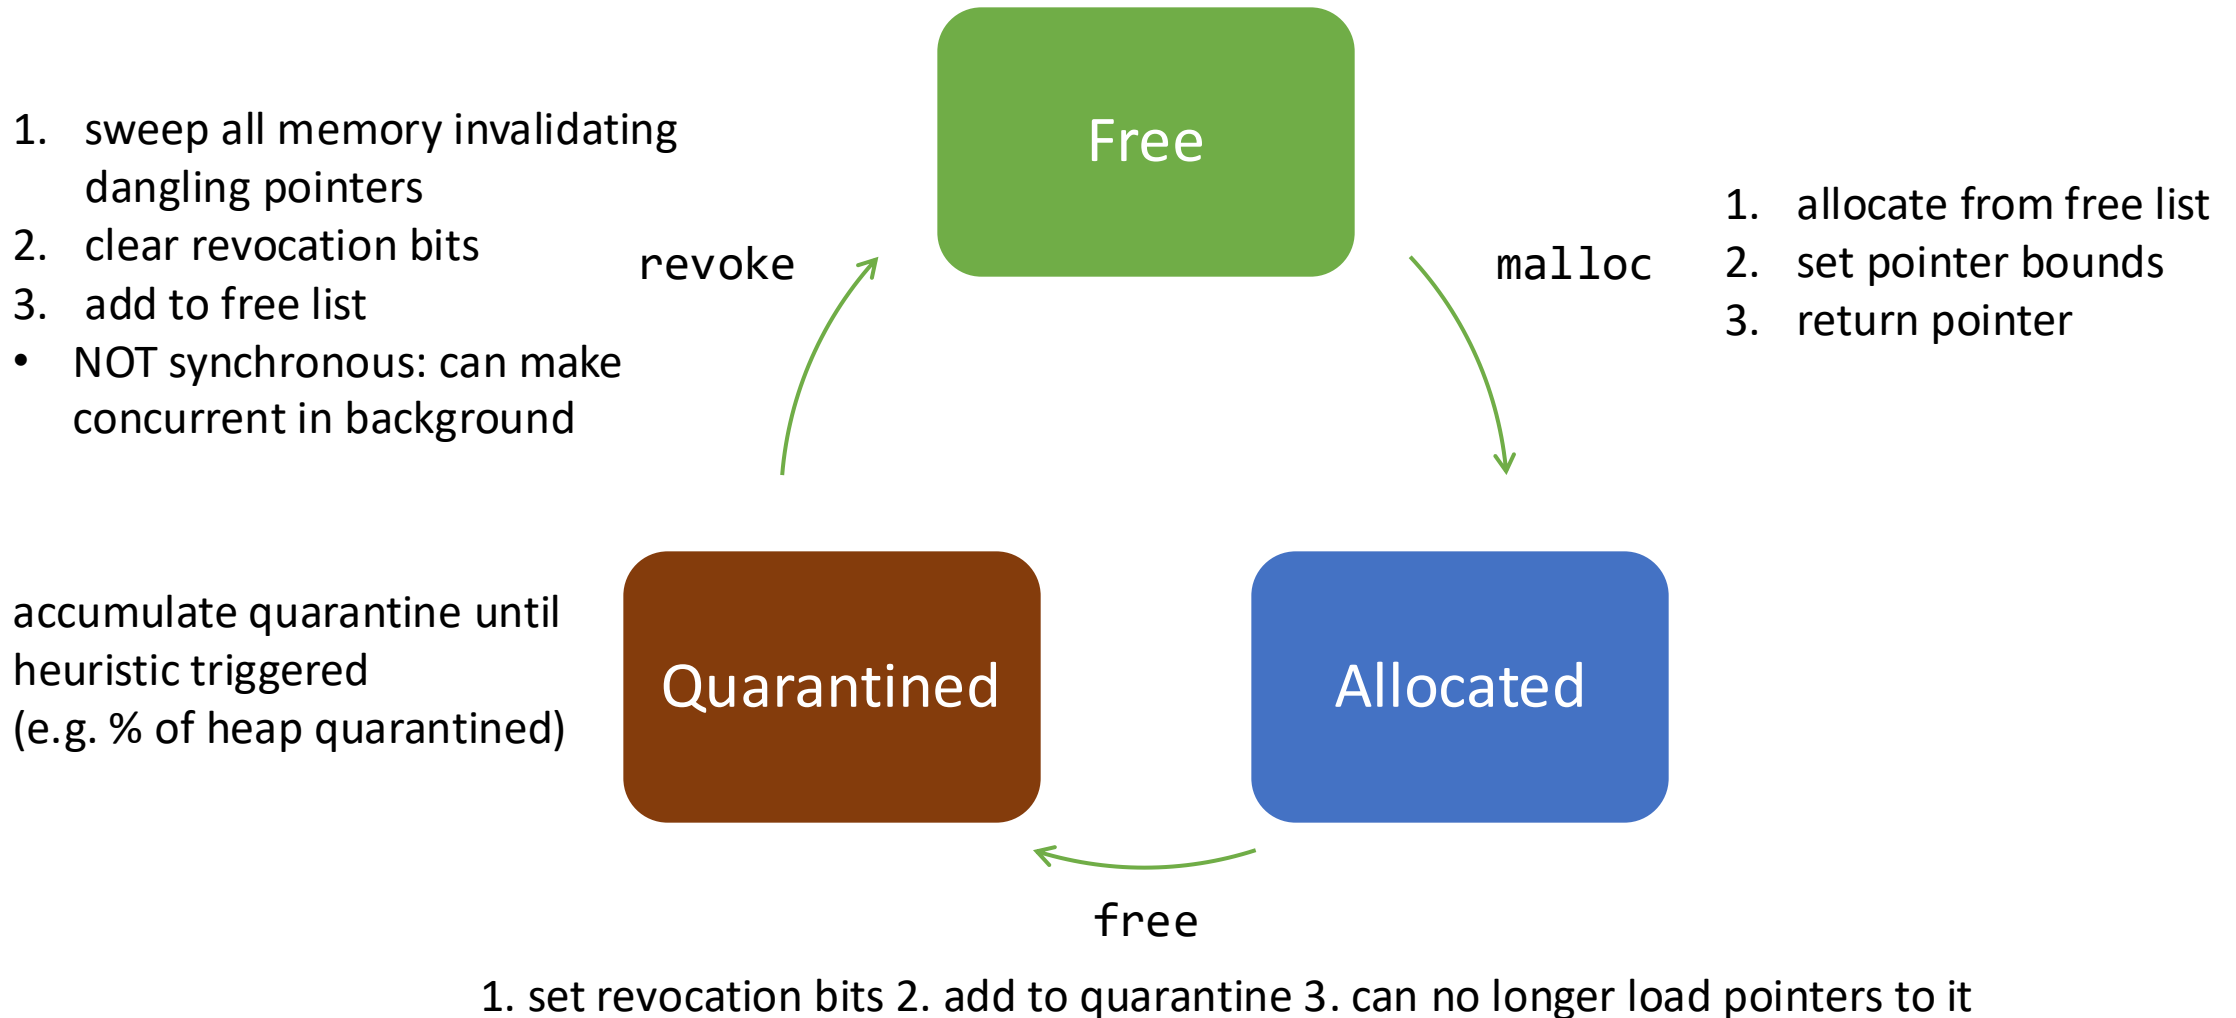 Free
1. sweep all memory invalidating
dangling pointers
2. clear revocation bits
3. add to free list
• NOT synchronous: can make
concurrent in background
revoke
malloc
1. allocate from free list
2. set pointer bounds
3. return pointer
accumulate quarantine until
heuristic triggered
(e.g. % of heap quarantined)
Quarantined
Allocated
free
1. set revocation bits 2. add to quarantine 3. can no longer load pointers to it